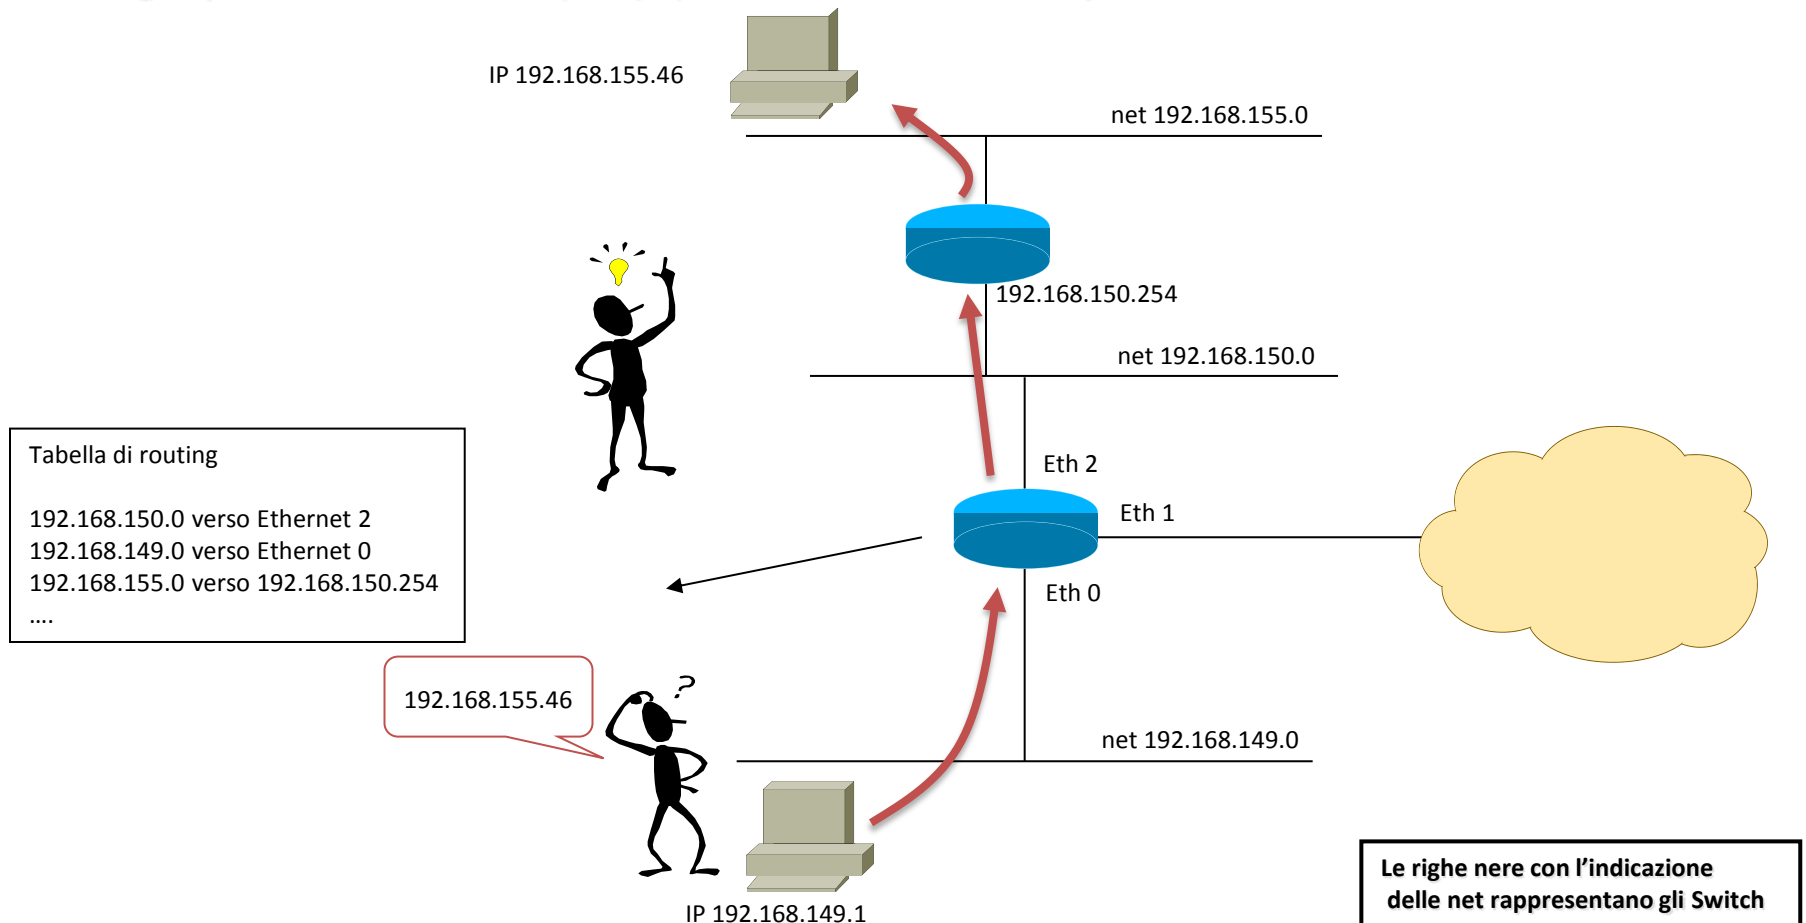 IP 192.168.155.46
net 192.168.155.0
192.168.150.254
net 192.168.150.0
Eth 2
Eth 1
Eth 0
Tabella di routing
192.168.150.0 verso Ethernet 2
192.168.149.0 verso Ethernet 0
192.168.155.0 verso 192.168.150.254
....
192.168.155.46
?
net 192.168.149.0
IP 192.168.149.1
Le righe nere con l'indicazione
delle net rappresentano gli Switch